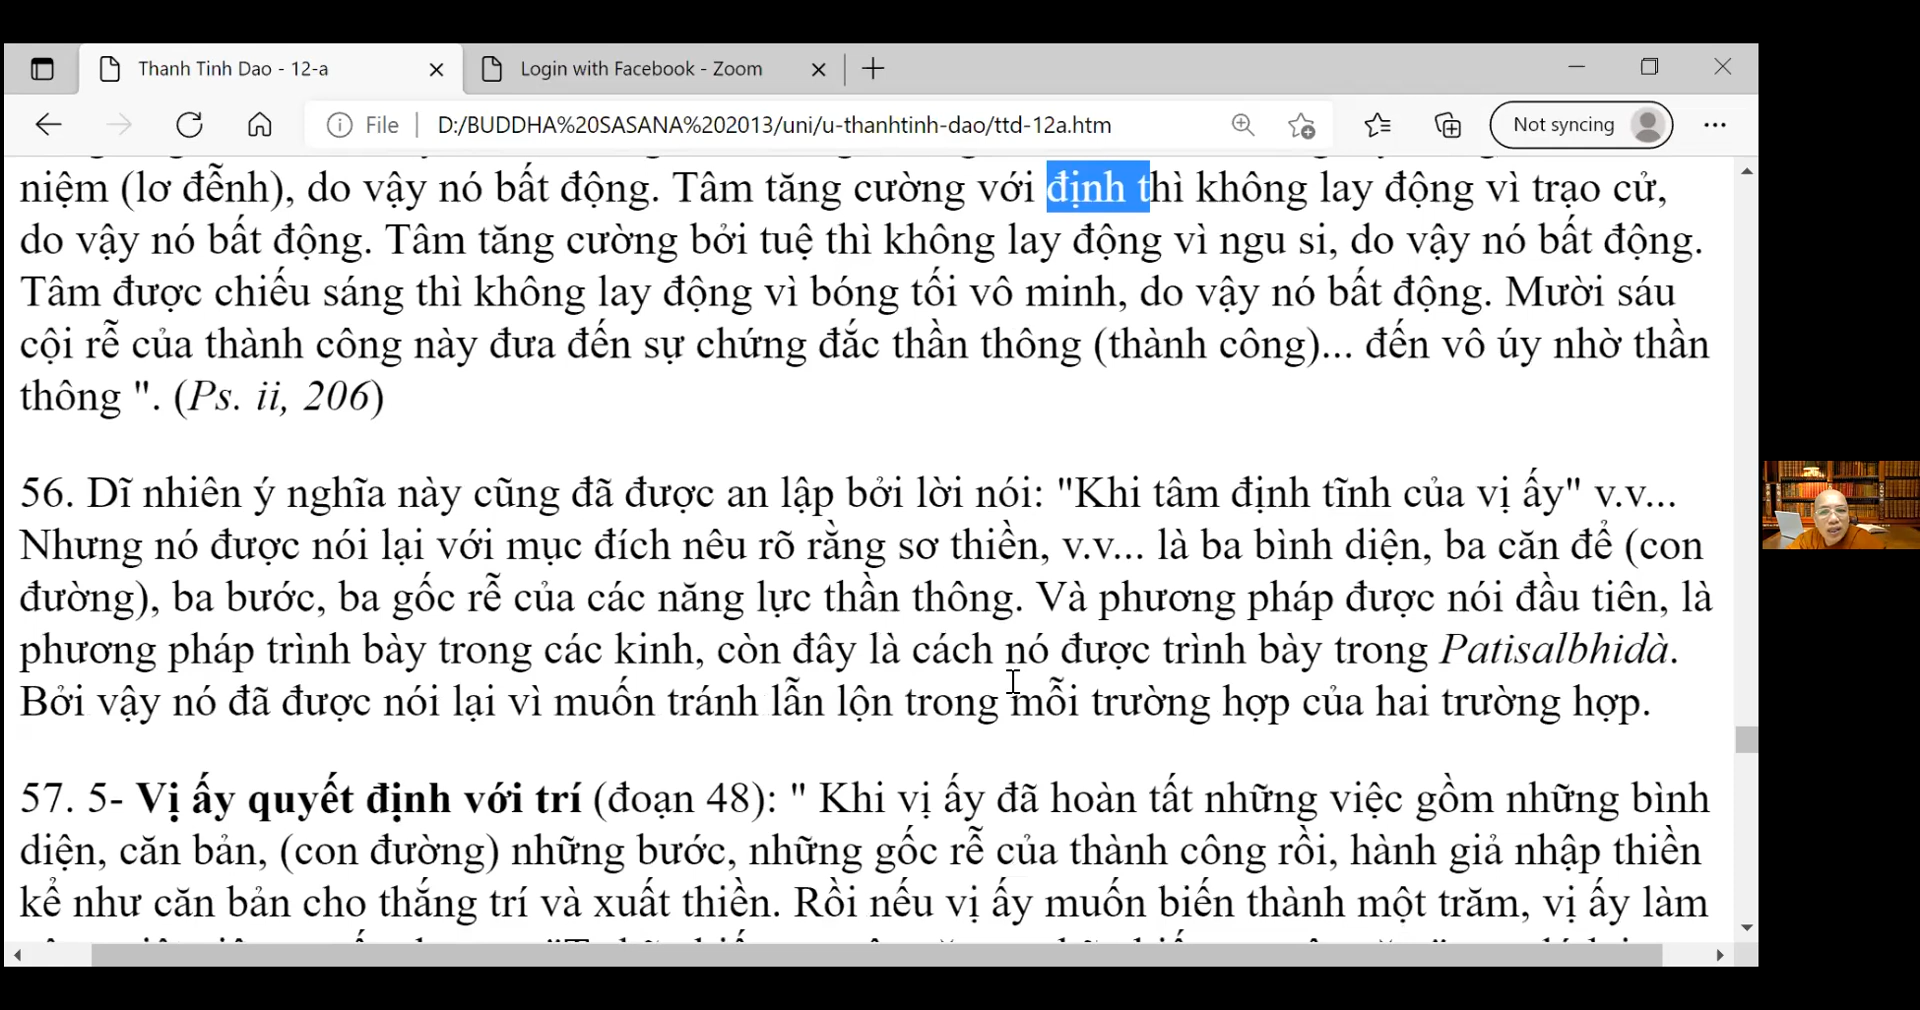 Thanh Tinh Dao - 12-a
Login with Facebook - Zoom
File
D:/BUDDHA%20SASANA%202013/uni/u-thanhtinh-dao/ttd-12a.htm
Not syncing
niệm (lơ đễnh), do vậy nó bất động. Tâm tăng cường với định thì không lay động vì trạo cử,
do vậy nó bất động. Tâm tăng cường bởi tuệ thì không lay động vì ngu si, do vậy nó bất động.
Tâm được chiếu sáng thì không lay động vì bóng tối vô minh, do vậy nó bất động. Mười sáu
cội rễ của thành công này đưa đến sự chứng đắc thần thông (thành công)... đến vô úy nhờ thần
thông ". (Ps. ii, 206)
56. Dĩ nhiên ý nghĩa này cũng đã được an lập bởi lời nói: "Khi tâm định tĩnh của vị ấy" v.v...
Nhưng nó được nói lại với mục đích nêu rõ rằng sơ thiền, v.v... là ba bình diện, ba căn để (con
đường), ba bước, ba gốc rễ của các năng lực thần thông. Và phương pháp được nói đầu tiên, là
phương pháp trình bày trong các kinh, còn đây là cách nó được trình bày trong Patisalbhidà.
Bởi vậy nó đã được nói lại vì muốn tránh lẫn lộn trong mỗi trường hợp của hai trường hợp.
57. 5- Vị ấy quyết định với trí (đoạn 48): " Khi vị ấy đã hoàn tất những việc gồm những bình
diện, căn bản, (con đường) những bước, những gốc rễ của thành công rồi, hành giả nhập thiền
kể như căn bản cho thắng trí và xuất thiền. Rồi nếu vị ấy muốn biến thành một trăm, vị ấy làm